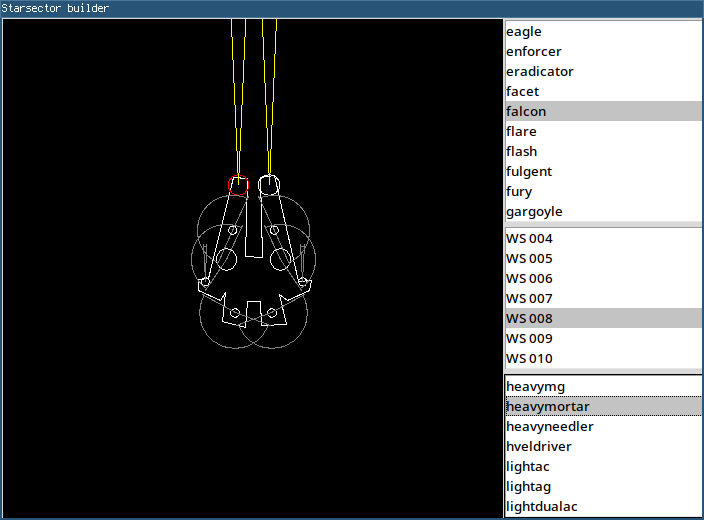 Starsector builder
eagle
enforcer
eradicator
facet
falcon
flare
flash
fulgent
fury
gargoyle
WS 004
WS 005
WS 006
WS 007
WS 008
WS 009
WS 010
heavymg
heavymortar
heavyneedler
hveldriver
lightac
lightag
lightdualac